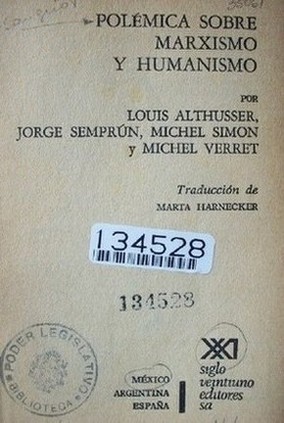 POLÉMICA SOBRE
MARXISMO
Y HUMANISMO
POR
LOUIS ALTHUSSER,
JORGE SEMPRÚN, MICHEL SIMON
y MICHEL VERRET
Traducción de
MARTA HARNECKER
134528
134528
PODER LEGISLATIVO
BIBLIOTECA
MÉXICO
ARGENTINA
ESPAÑA
XXI
siglo
veintiuno
editores
sa